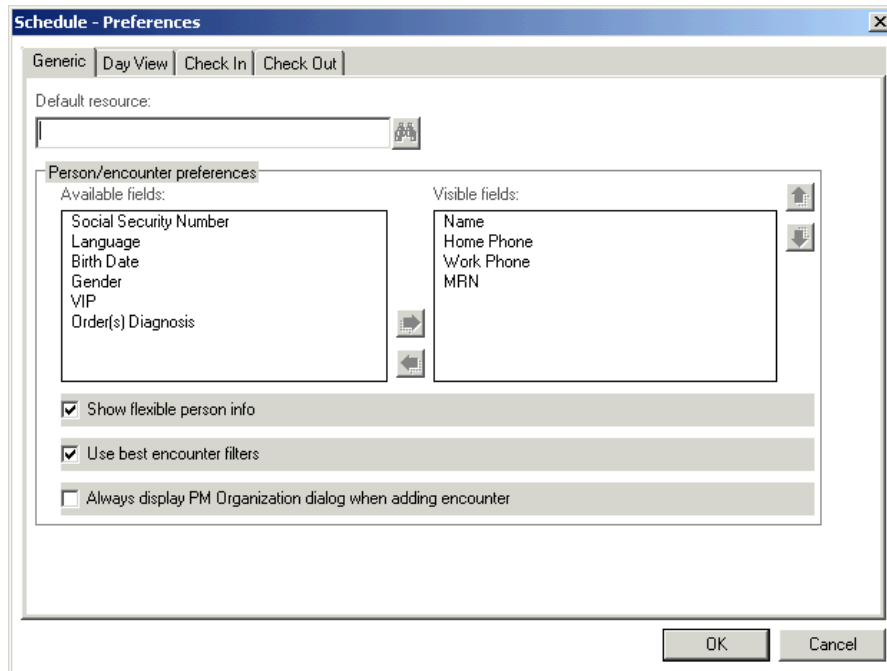 Schedule - Preferences
Generic Day View Check In Check Out
Default resource:
Person/encounter preferences
Available fields:
Social Security Number
Language
Birth Date
Gender
VIP
Order(s) Diagnosis
Visible fields:
Name
Home Phone
Work Phone
MRN
Show flexible person info
Use best encounter filters
Always display PM Organization dialog when adding encounter
OK Cancel